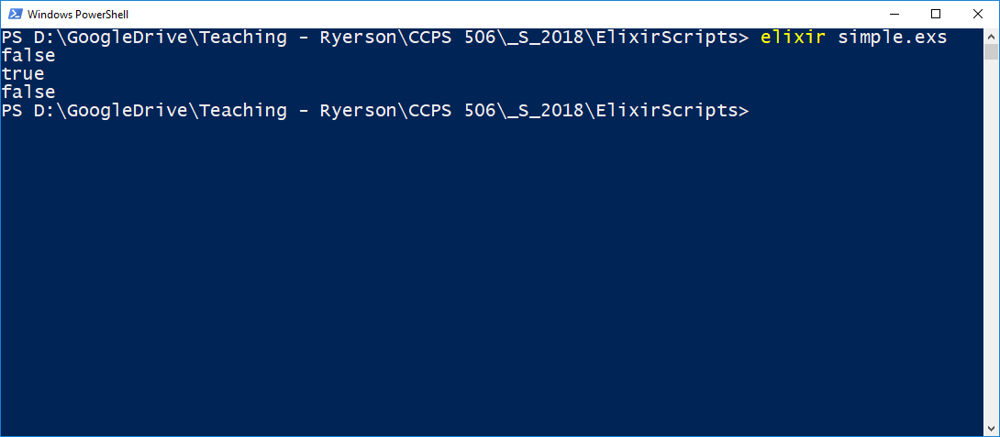 Windows PowerShell
PS D:\GoogleDrive\Teaching - Ryerson\CCPS 506\_S_2018\ElixirScripts> elixir simple.exs
false
true
false
PS D:\GoogleDrive\Teaching - Ryerson\CCPS 506\_S_2018\ElixirScripts>